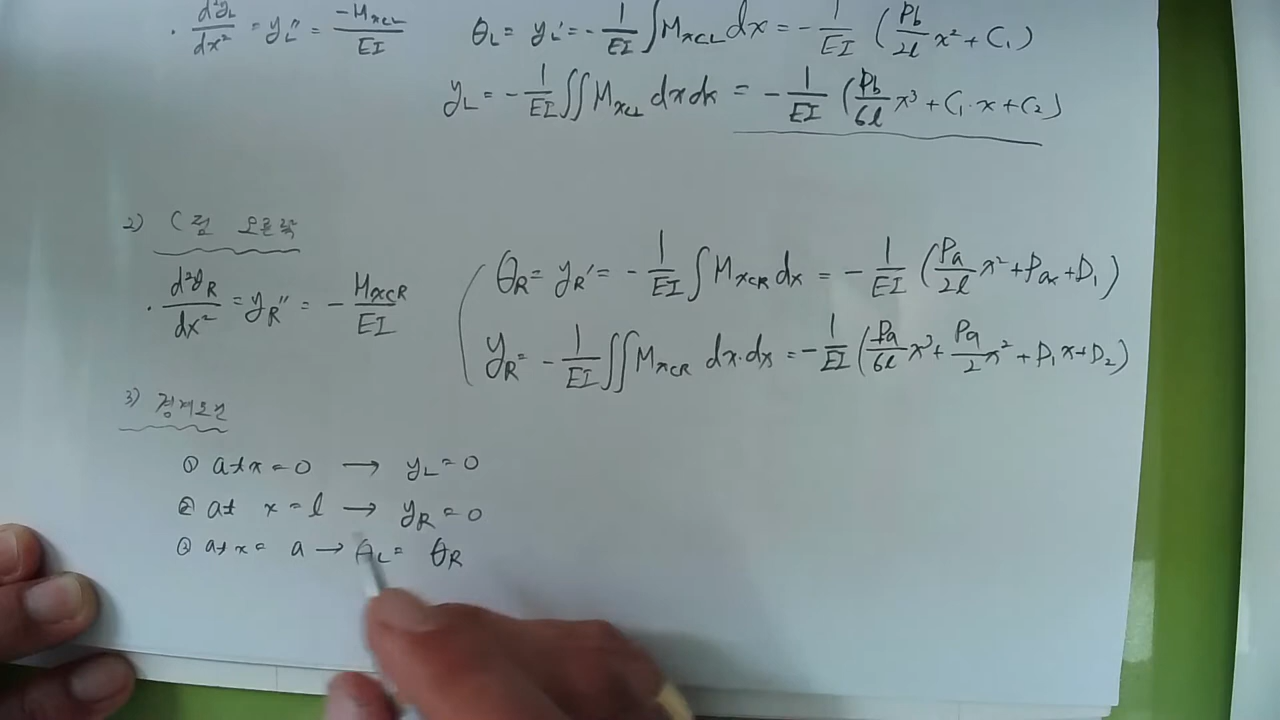 · d²y_L/dx² = y_L'' = -M_xCL/EI
θ_L = y_L' = -1/EI ∫M_xCL dx = -1/EI (Pb/2l x² + C₁)
y_L = -1/EI ∬M_xCL dxdx = -1/EI (Pb/6l x³ + C₁·x + C₂)
2) C점 오른쪽
· d²y_R/dx² = y_R'' = -M_xCR/EI
θ_R = y_R' = -1/EI ∫M_xCR dx = -1/EI (Pa/2l x² + Pax + D₁)
y_R = -1/EI ∬M_xCR dx·dx = -1/EI (Pa/6l x³ + Pa/2 x² + D₁x + D₂)
3) 경계조건
① at x = 0 → y_L = 0
② at x = l → y_R = 0
③ at x = a → θ_L = θ_R